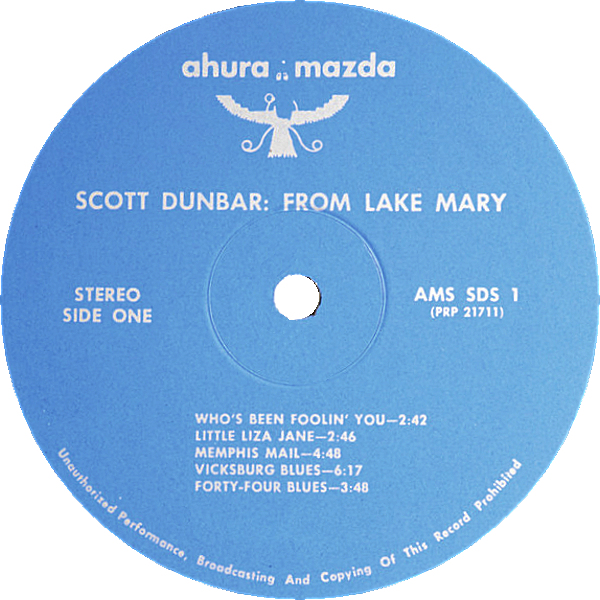 ahura mazda
SCOTT DUNBAR: FROM LAKE MARY
STEREO
SIDE ONE
AMS SDS 1
(PRP 21711)
WHO'S BEEN FOOLIN' YOU—2:42
LITTLE LIZA JANE—2:46
MEMPHIS MAIL—4:48
VICKSBURG BLUES—6:17
FORTY-FOUR BLUES—3:48
Unauthorized Performance, Broadcasting And Copying Of This Record Prohibited